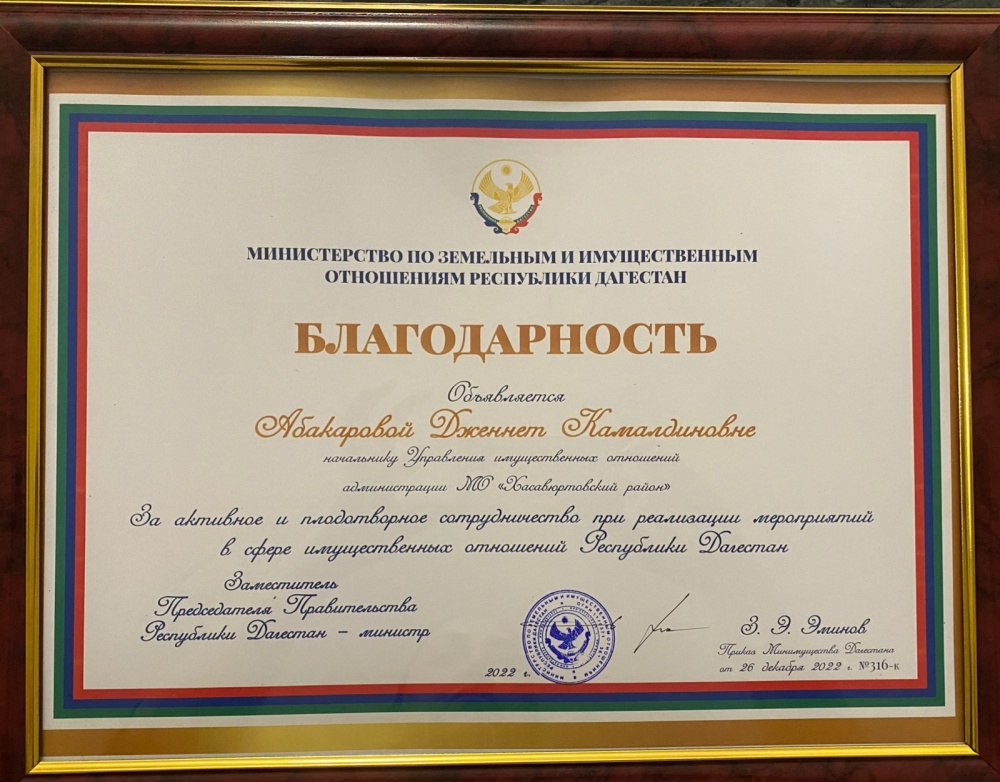 МИНИСТЕРСТВО ПО ЗЕМЕЛЬНЫМ И ИМУЩЕСТВЕННЫМ
ОТНОШЕНИЯМ РЕСПУБЛИКИ ДАГЕСТАН
БЛАГОДАРНОСТЬ
Объявляется
Абакаровой Дженнет Камалдиновне
начальнику Управления имущественных отношений
администрации МО «Хасавюртовский район»
За активное и плодотворное сотрудничество при реализации мероприятий
в сфере имущественных отношений Республики Дагестан
Заместитель
Председателя Правительства
Республики Дагестан – министр
З. Э. Эминов
Приказ Минимущества Дагестана
от 26 декабря 2022 г. №316-к
2022 г.